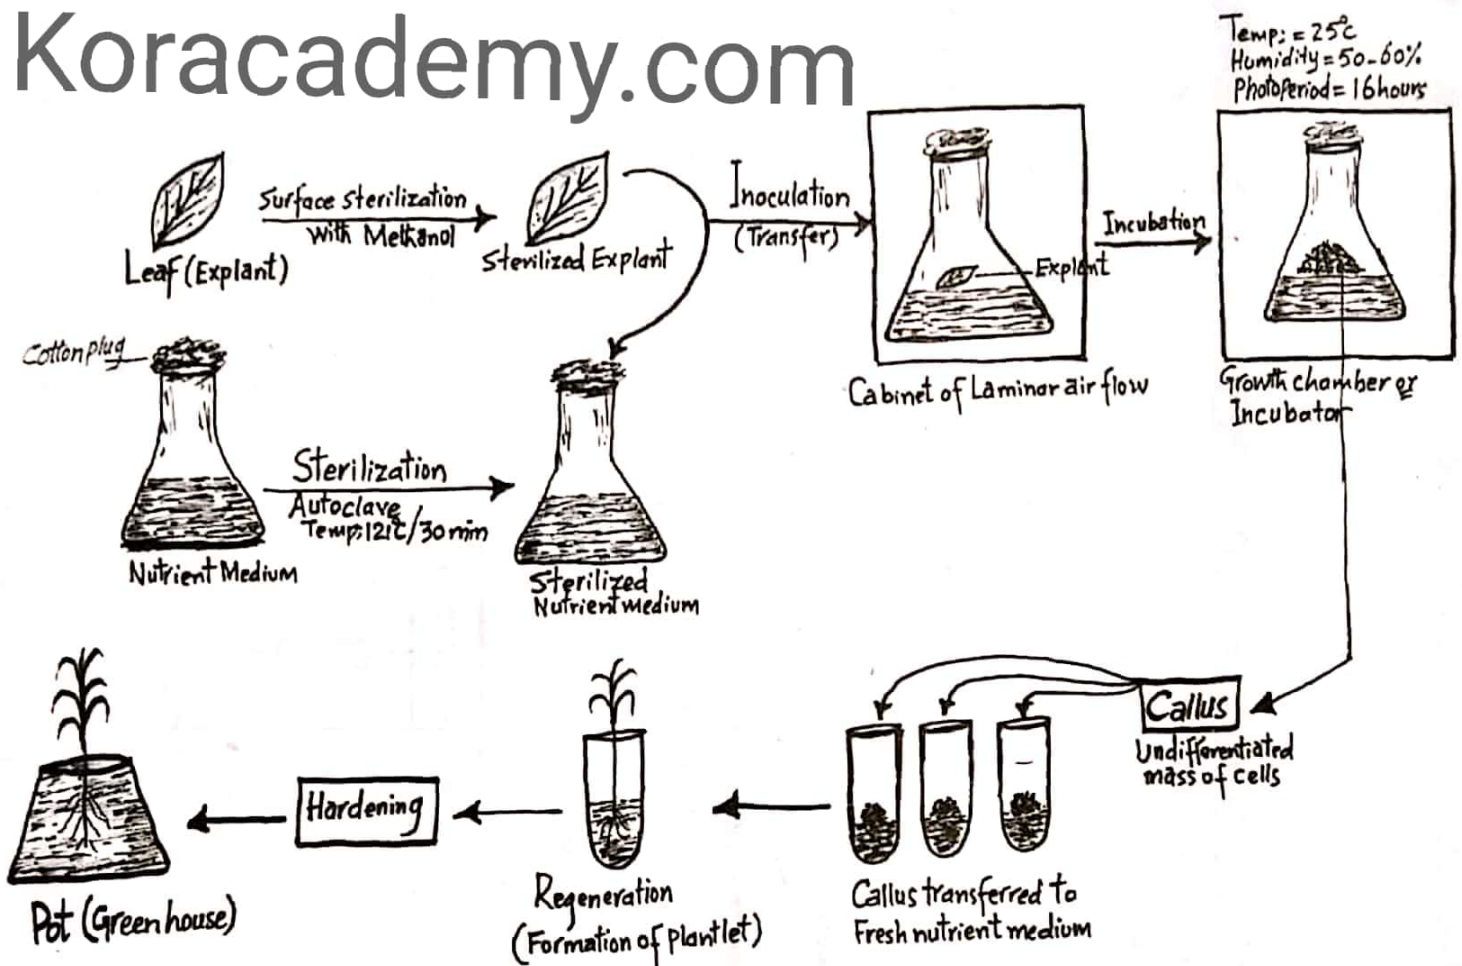 Koracademy.com
Temp: = 25°C
Humidity = 50-60%
Photoperiod = 16 hours
Leaf (Explant)
Surface sterilization
with Methanol
Sterilized Explant
Inoculation
(Transfer)
Explant
Cabinet of Laminar air flow
Incubation
Growth chamber or
Incubator
Cotton plug
Nutrient Medium
Sterilization
Autoclave
Temp: 121°C/30 min
Sterilized
Nutrient medium
Callus
Undifferentiated
mass of cells
Callus transferred to
Fresh nutrient medium
Regeneration
(Formation of plantlet)
Hardening
Pot (Green house)